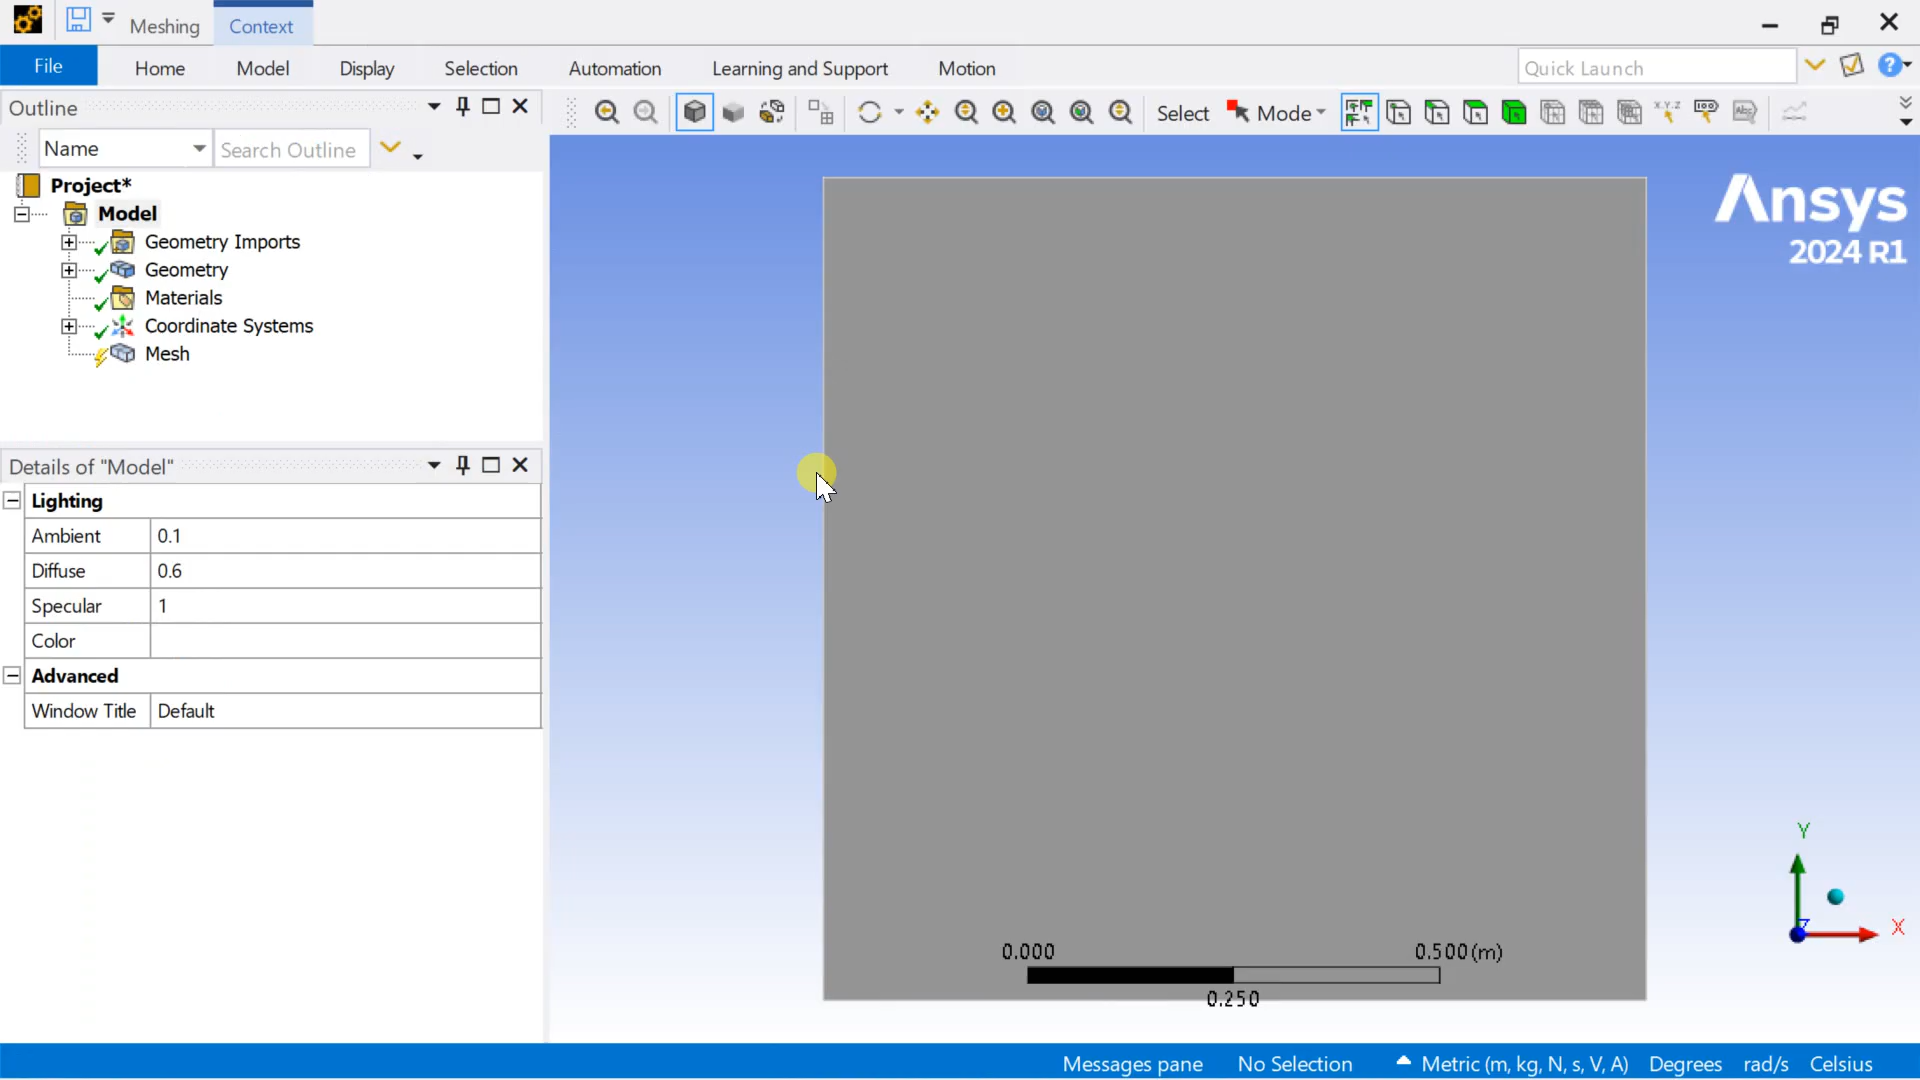 Meshing
Context
File
Home
Model
Display
Selection
Automation
Learning and Support
Motion
Quick Launch
Outline
Select
Mode
X,Y,Z
Abc
Name
Search Outline
Project*
Model
Geometry Imports
Geometry
Materials
Coordinate Systems
Mesh
Ansys
2024 R1
Details of "Model"
Lighting
Ambient 0.1
Diffuse 0.6
Specular 1
Color
Advanced
Window Title Default
Y
Z
X
0.000
0.500(m)
0.250
Messages pane
No Selection
Metric (m, kg, N, s, V, A)
Degrees
rad/s
Celsius